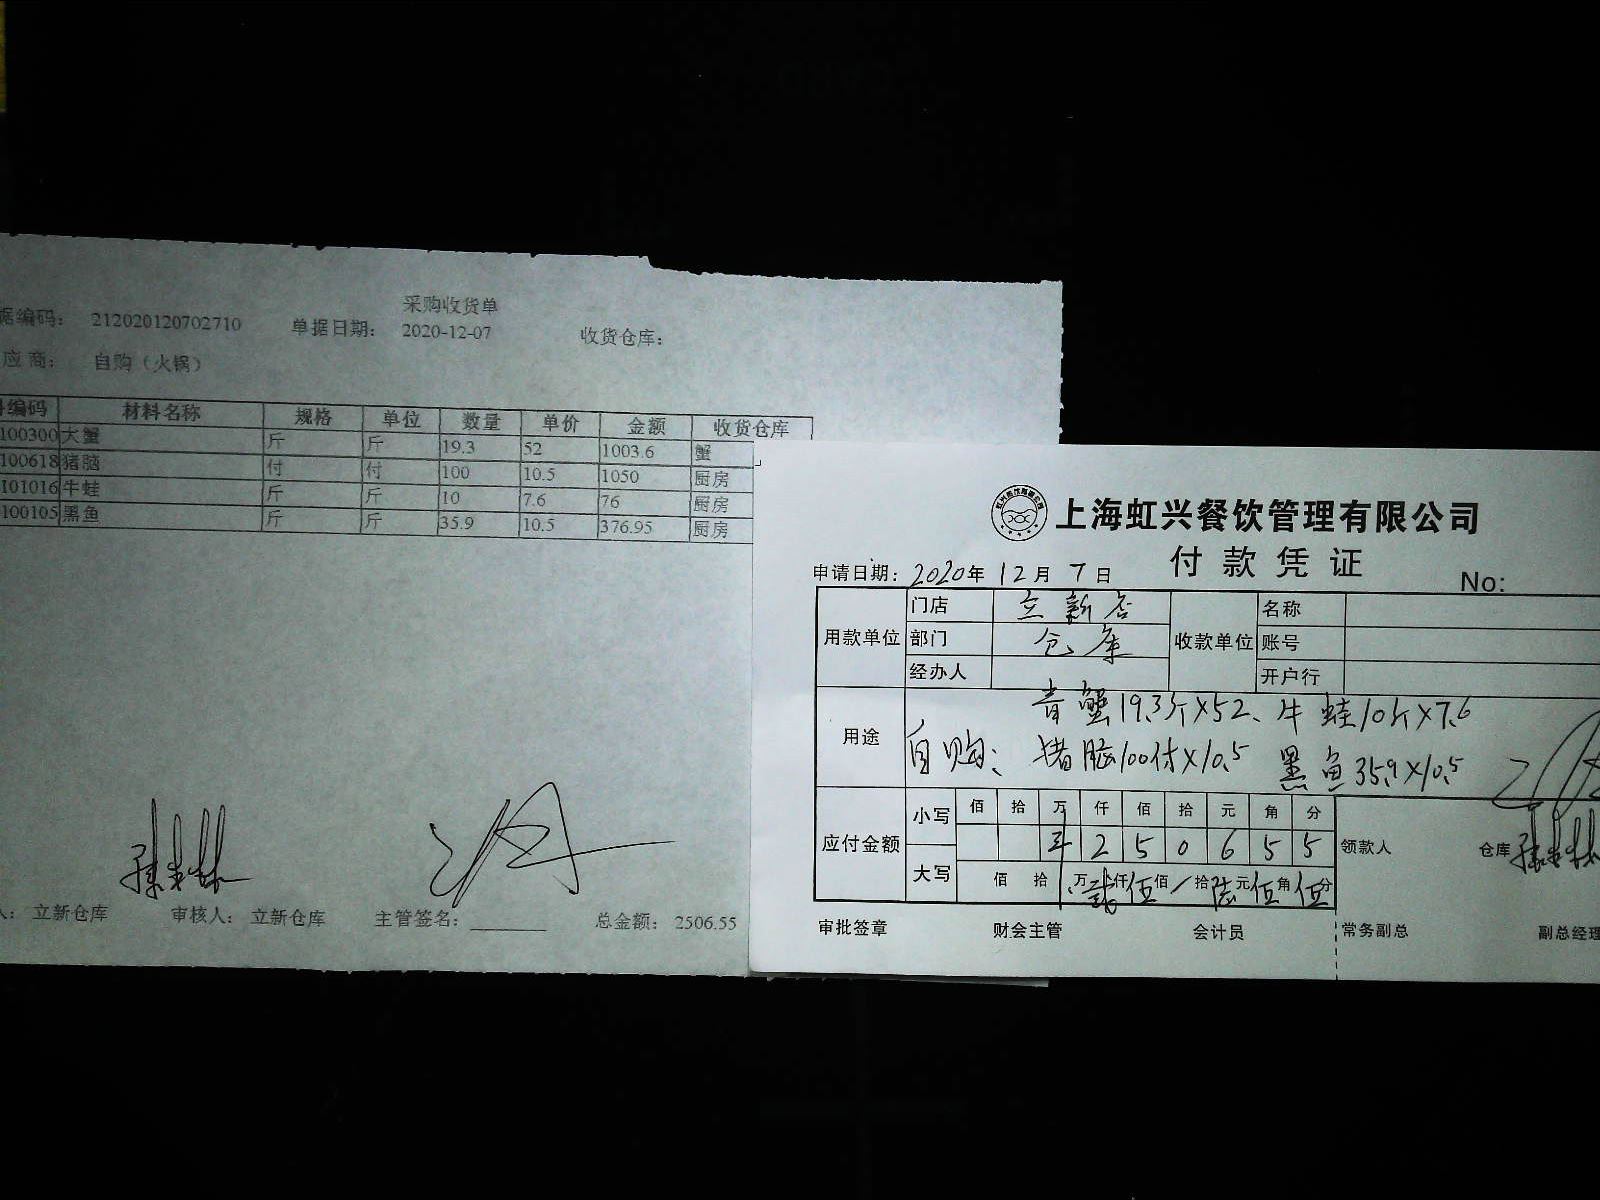 采购收货单
据编码： 212020120702710 单据日期： 2020-12-07 收货仓库：
应 商： 自购（火锅）
编码 材料名称 规格 单位 数量 单价 金额 收货仓库
100300 大蟹 斤 斤 19.3 52 1003.6 蟹
100618 猪脑 付 付 100 10.5 1050 厨房
101016 牛蛙 斤 斤 10 7.6 76 厨房
100105 黑鱼 斤 斤 35.9 10.5 376.95 厨房
： 立新仓库 审核人： 立新仓库 主管签名： 总金额： 2506.55
上海虹兴餐饮管理有限公司
付款凭证
申请日期：2020年12月7日 No:
用款单位 门店 立新店 收款单位 名称
部门 仓库 账号
经办人 开户行
用途 青蟹19.3斤×52、牛蛙10斤×7.6
自购：猪脑100付×10.5 黑鱼35.9×10.5
应付金额 小写 佰 拾 万 仟 佰 拾 元 角 分
2 5 0 6 5 5 领款人 仓库
大写 佰 拾 万 贰仟伍佰/拾陆元伍角伍分
审批签章 财会主管 会计员 常务副总 副总经理